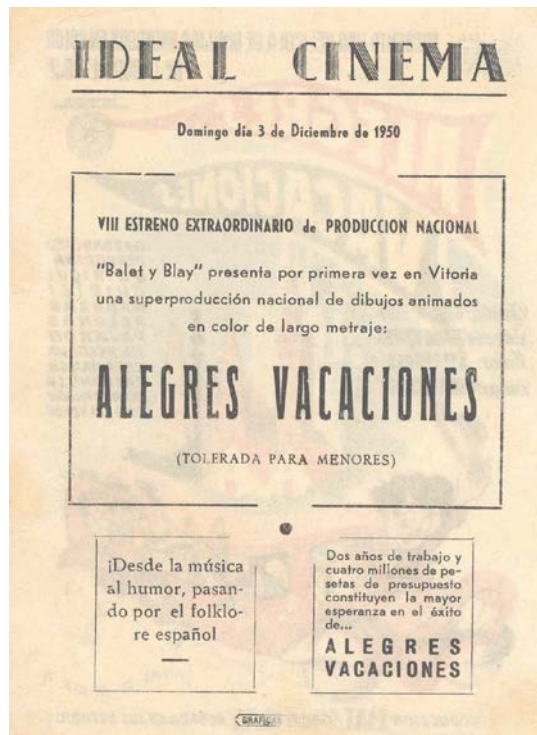 IDEAL CINEMA
Domingo día 3 de Diciembre de 1950
VIII ESTRENO EXTRAORDINARIO de PRODUCCION NACIONAL
"Balet y Blay" presenta por primera vez en Vitoria
una superproducción nacional de dibujos animados
en color de largo metraje:
ALEGRES VACACIONES
(TOLERADA PARA MENORES)
¡Desde la música
al humor, pasan-
do por el folklo-
re español
Dos años de trabajo y
cuatro millones de pe-
setas de presupuesto
constituyen la mayor
esperanza en el éxito
de...
ALEGRES
VACACIONES
GRAFICAS